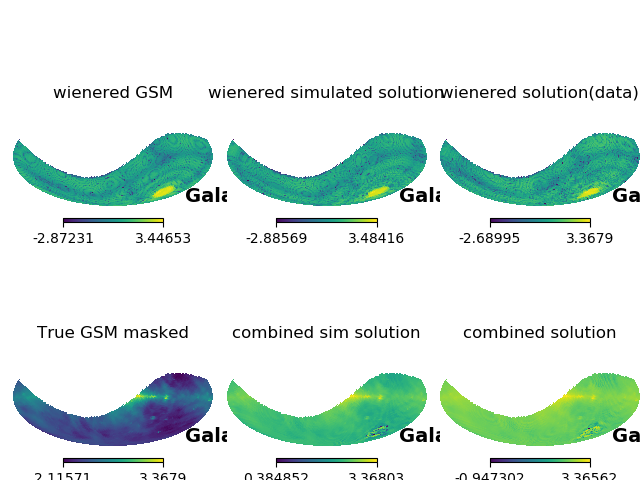 wienered GSM
wienered simulated solution
wienered solution(data)
Gala
Gala
Ga
-2.87231 3.44653
-2.88569 3.48416
-2.68995 3.3679
True GSM masked
combined sim solution
combined solution
Gala
Gala
Ga
2.11571 3.3679
0.384852 3.36803
-0.947302 3.36562